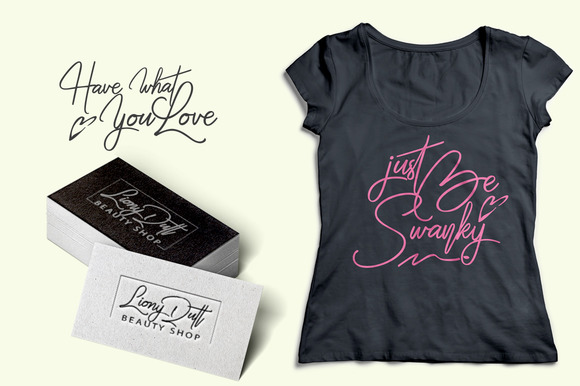 Have What
You Love
Liony Dutt
BEAUTY SHOP
Liony Dutt
BEAUTY SHOP
just Be
Swanky